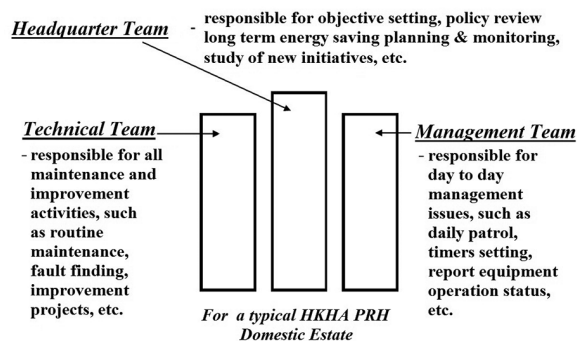 Headquarter Team
- responsible for objective setting, policy review
long term energy saving planning & monitoring,
study of new initiatives, etc.
Technical Team
- responsible for all
maintenance and
improvement
activities, such
as routine
maintenance,
fault finding,
improvement
projects, etc.
Management Team
- responsible for
day to day
management
issues, such as
daily patrol,
timers setting,
report equipment
operation status,
etc.
For a typical HKHA PRH
Domestic Estate